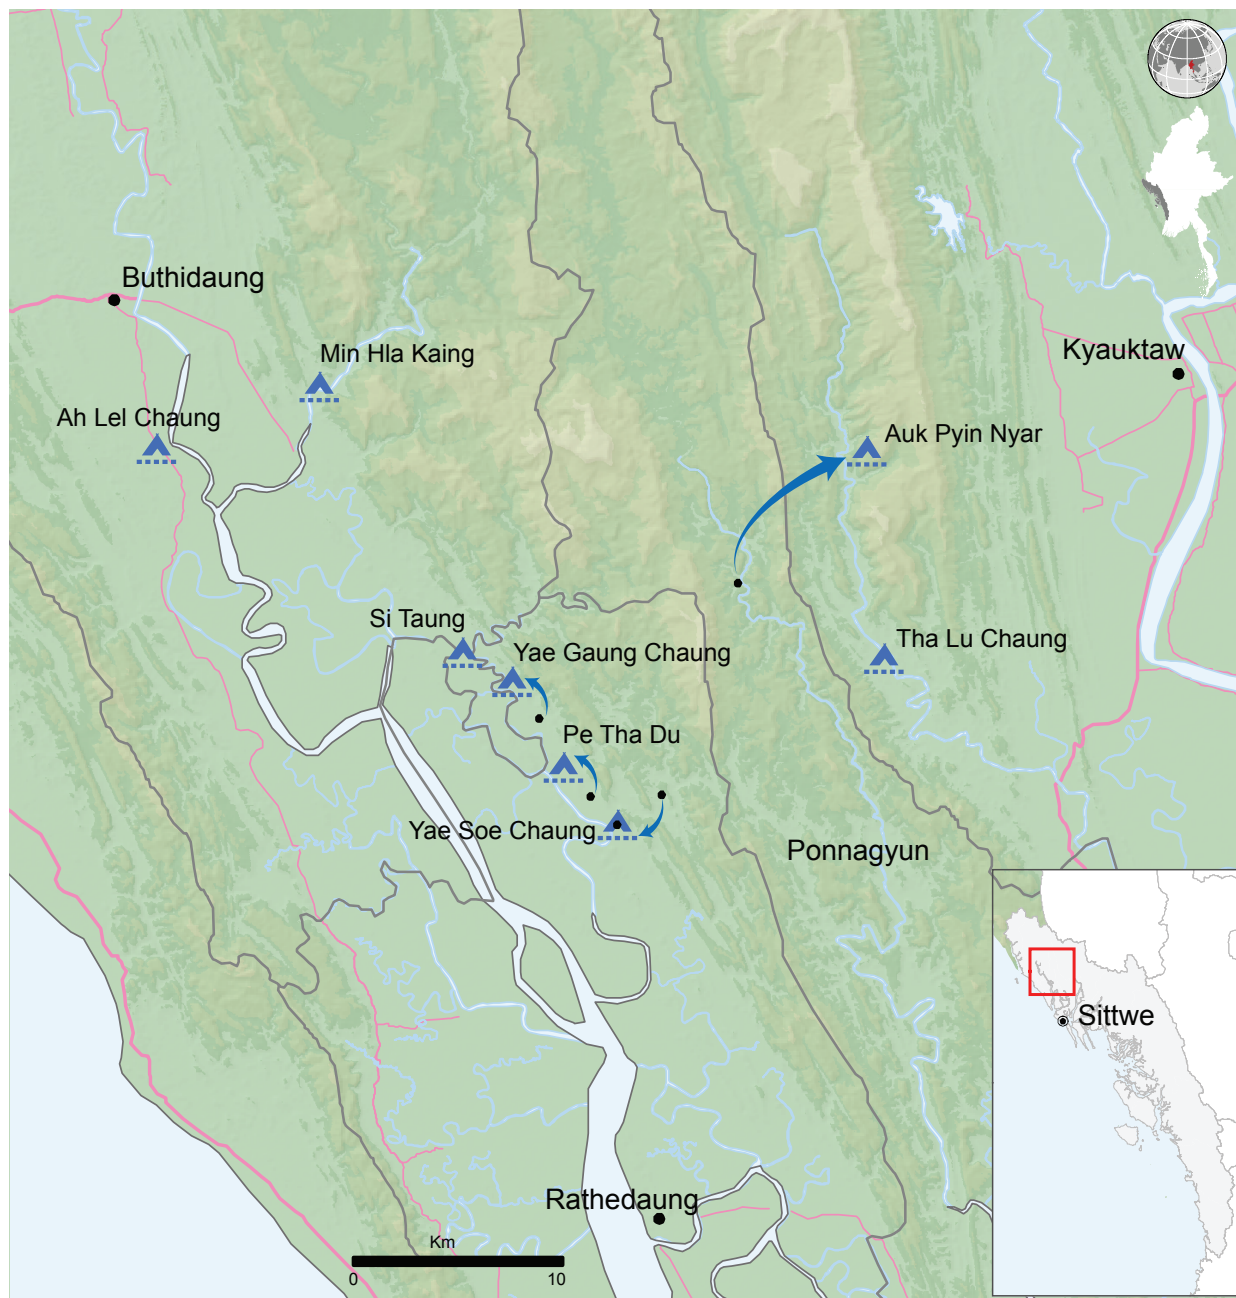 Buthidaung
Min Hla Kaing
Kyauktaw
Ah Lel Chaung
Auk Pyin Nyar
Si Taung
Tha Lu Chaung
Yae Gaung Chaung
Pe Tha Du
Yae Soe Chaung
Ponnagyun
Sittwe
Rathedaung
Km
0
10